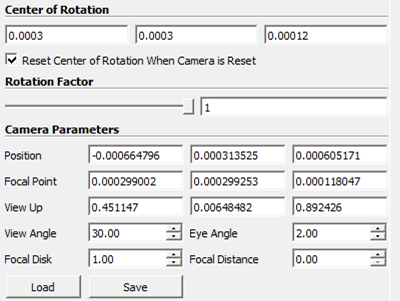 Center of Rotation
0.0003 0.0003 0.00012
Reset Center of Rotation When Camera is Reset
Rotation Factor
1
Camera Parameters
Position -0.000664796 0.000313525 0.000605171
Focal Point 0.000299002 0.000299253 0.000118047
View Up 0.451147 0.00648482 0.892426
View Angle 30.00 Eye Angle 2.00
Focal Disk 1.00 Focal Distance 0.00
Load Save